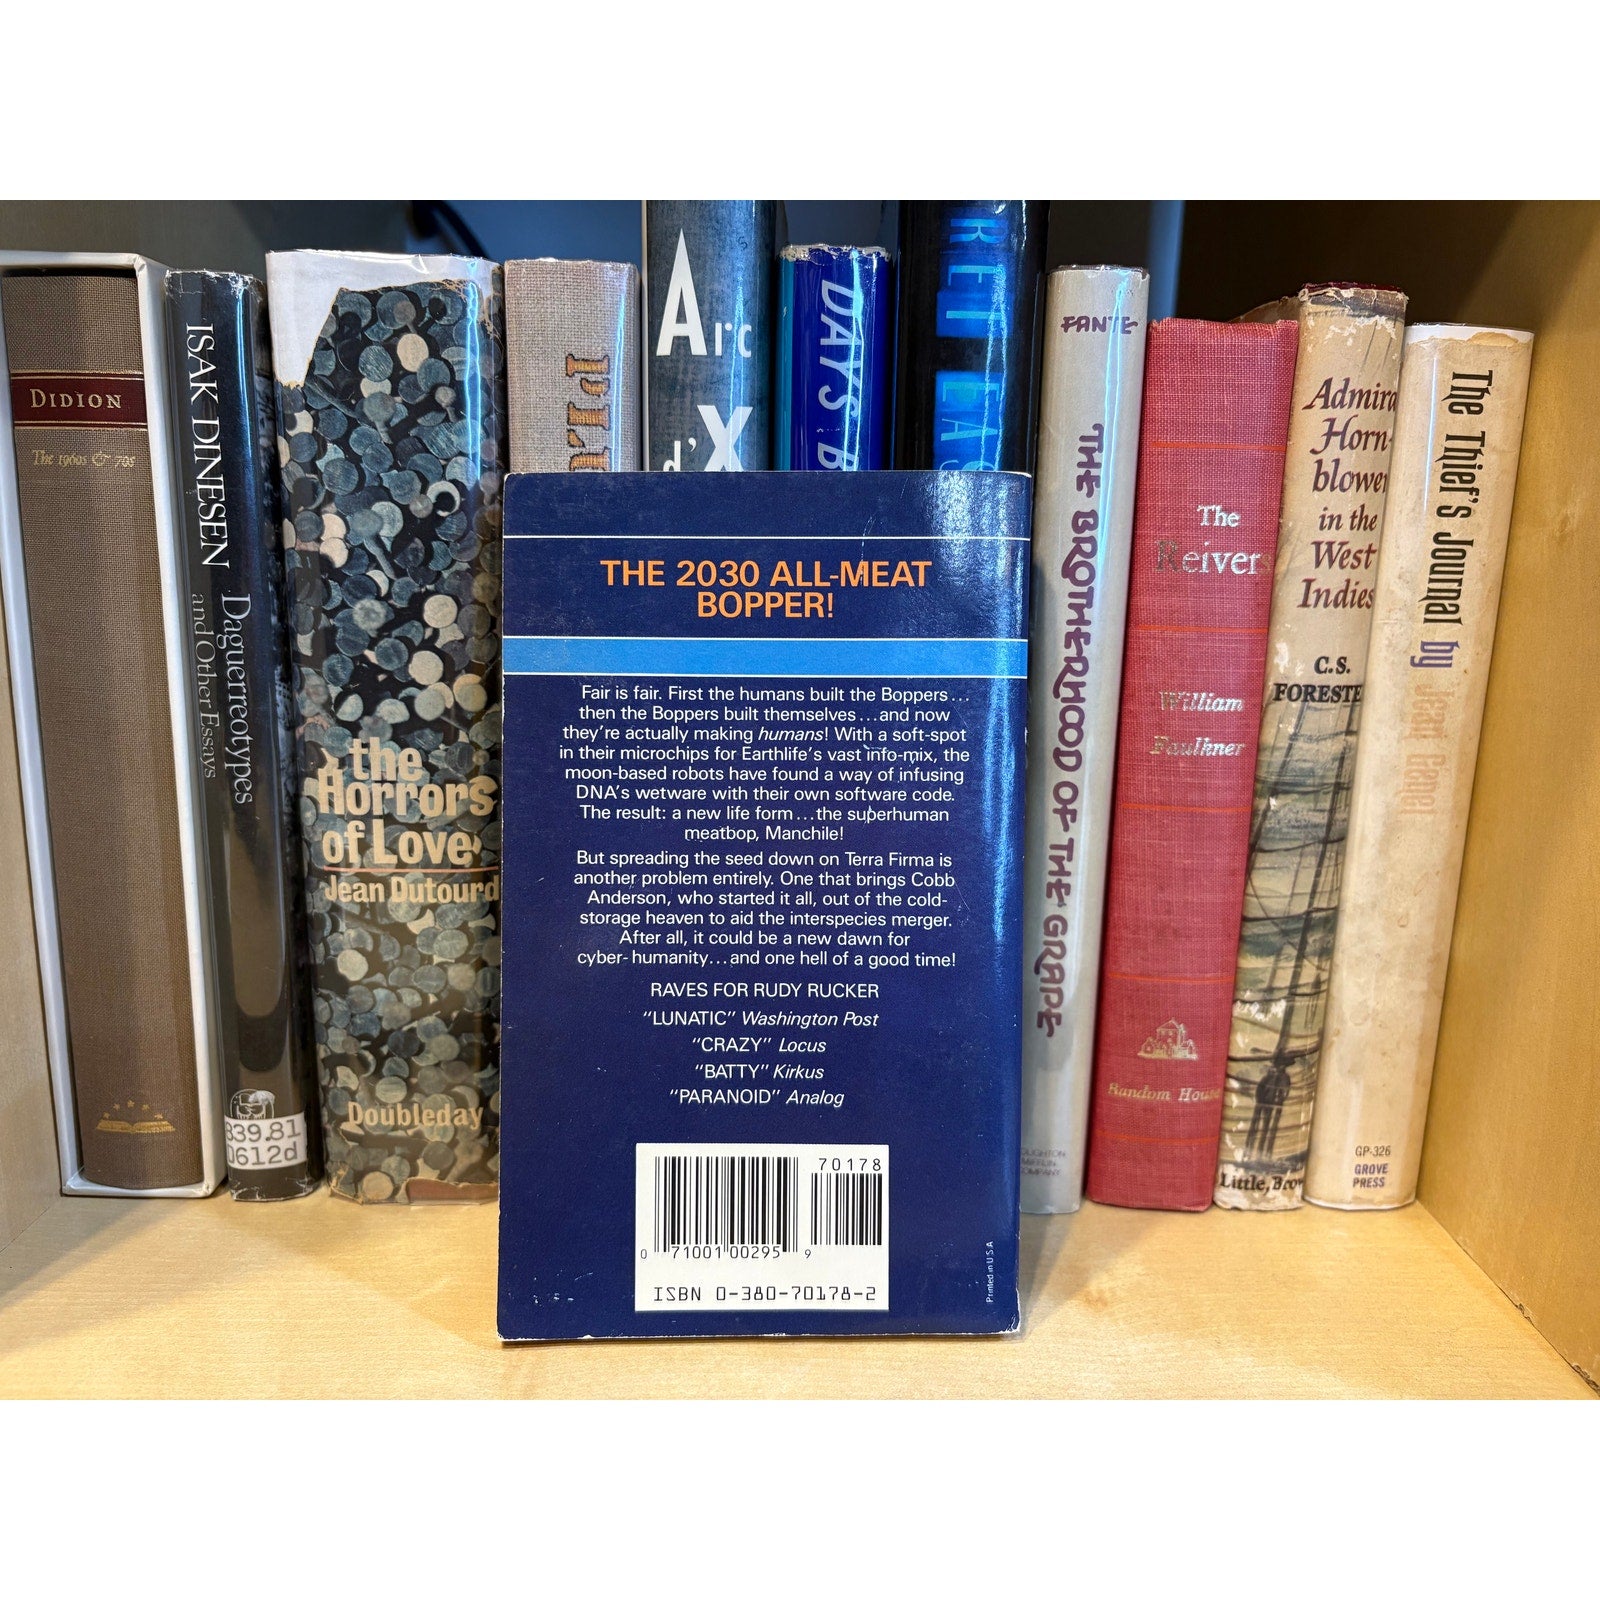 DIDION
The 1960s & 70s
ISAK DINESEN
Daguerreotypes
and Other Essays
839.81
D612d
the
Horrors
of Love
Jean Dutourd
Doubleday
Alic
d'X
DAYS B
FANTE
THE BROTHERHOOD OF THE GRAPE
The
Reivers
William
Faulkner
Random House
Admira
Horn-
blower
in the
West
Indies
C.S.
FORESTE
Little, Brow
The Thief's Journal by Jean Genet
GP-326
GROVE
PRESS
THE 2030 ALL-MEAT
BOPPER!
Fair is fair. First the humans built the Boppers...
then the Boppers built themselves...and now
they're actually making humans! With a soft-spot
in their microchips for Earthlife's vast info-mix, the
moon-based robots have found a way of infusing
DNA's wetware with their own software code.
The result: a new life form...the superhuman
meatbop, Manchile!
But spreading the seed down on Terra Firma is
another problem entirely. One that brings Cobb
Anderson, who started it all, out of the cold-
storage heaven to aid the interspecies merger.
After all, it could be a new dawn for
cyber-humanity...and one hell of a good time!
RAVES FOR RUDY RUCKER
"LUNATIC" Washington Post
"CRAZY" Locus
"BATTY" Kirkus
"PARANOID" Analog
70178
0 71001 00295 9
ISBN 0-380-70178-2
Printed in U.S.A